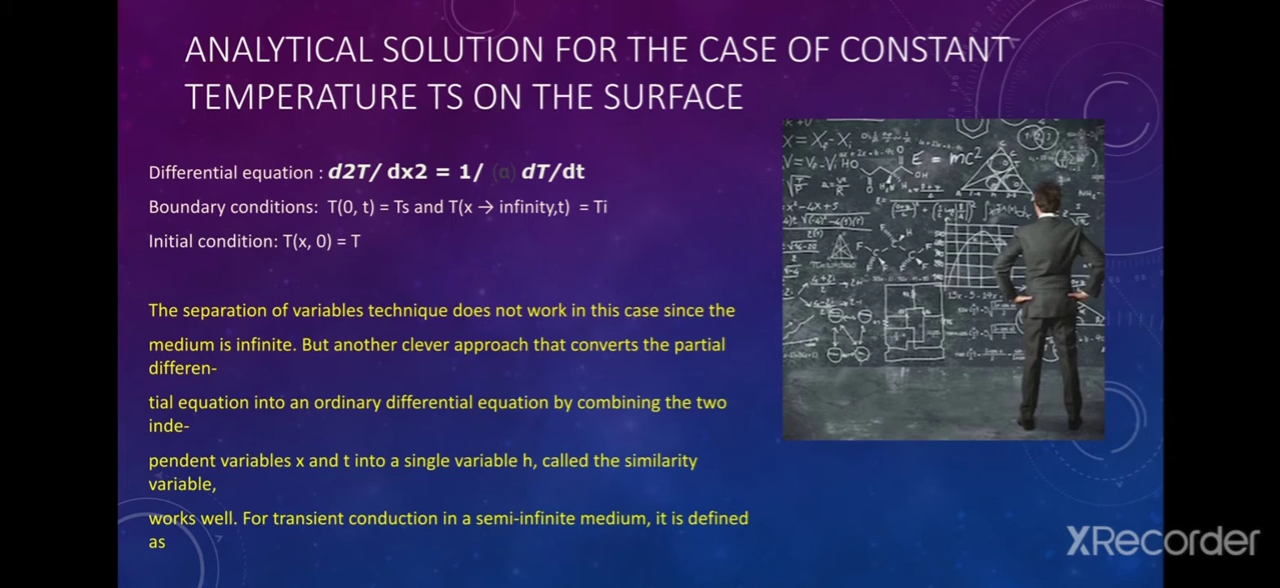 ANALYTICAL SOLUTION FOR THE CASE OF CONSTANT
TEMPERATURE TS ON THE SURFACE
Differential equation : d2T/ dx2 = 1/ (α) dT/dt
Boundary conditions: T(0, t) = Ts and T(x → infinity,t) = Ti
Initial condition: T(x, 0) = T
The separation of variables technique does not work in this case since the
medium is infinite. But another clever approach that converts the partial
differen-
tial equation into an ordinary differential equation by combining the two
inde-
pendent variables x and t into a single variable h, called the similarity
variable,
works well. For transient conduction in a semi-infinite medium, it is defined
as
E = mc²
XRecorder